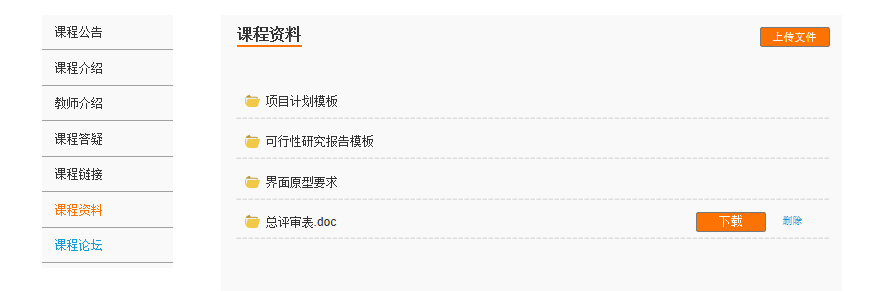 课程公告
课程介绍
教师介绍
课程答疑
课程链接
课程资料
课程论坛
课程资料
上传文件
项目计划模板
可行性研究报告模板
界面原型要求
总评审表.doc
下载
删除